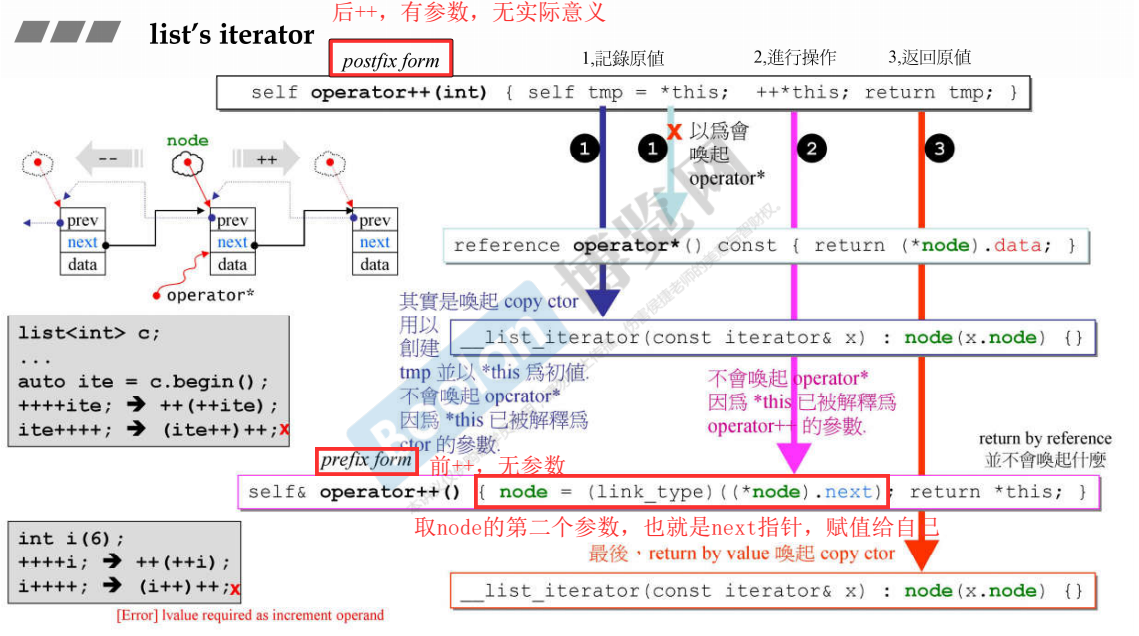 后++，有参数，无实际意义
list's iterator
postfix form
1,記錄原値
2,進行操作
3,返回原値
self operator++(int) { self tmp = *this;  ++*this; return tmp; }
node
--
++
prev
next
data
prev
next
data
prev
next
data
operator*
1
1
x 以爲會
喚起
operator*
2
3
reference operator*() const { return (*node).data; }
其實是喚起 copy ctor
用以
創建
tmp 並以 *this 爲初値.
不會喚起 operator*
因爲 *this 已被解釋爲
ctor 的參數.
__list_iterator(const iterator& x) : node(x.node) {}
不會喚起 operator*
因爲 *this 已被解釋爲
operator++ 的參數.
list<int> c;
...
auto ite = c.begin();
++++ite; ➔ ++(++ite);
ite++++; ➔ (ite++)++;x
return by reference
並不會喚起什麼
prefix form
前++，无参数
self& operator++() { node = (link_type)((*node).next); return *this; }
取node的第二个参数，也就是next指针，赋值给自己
int i(6);
++++i; ➔ ++(++i);
i++++; ➔ (i++)++;x
[Error] lvalue required as increment operand
最後、return by value 喚起 copy ctor
__list_iterator(const iterator& x) : node(x.node) {}
Boolan
博览网